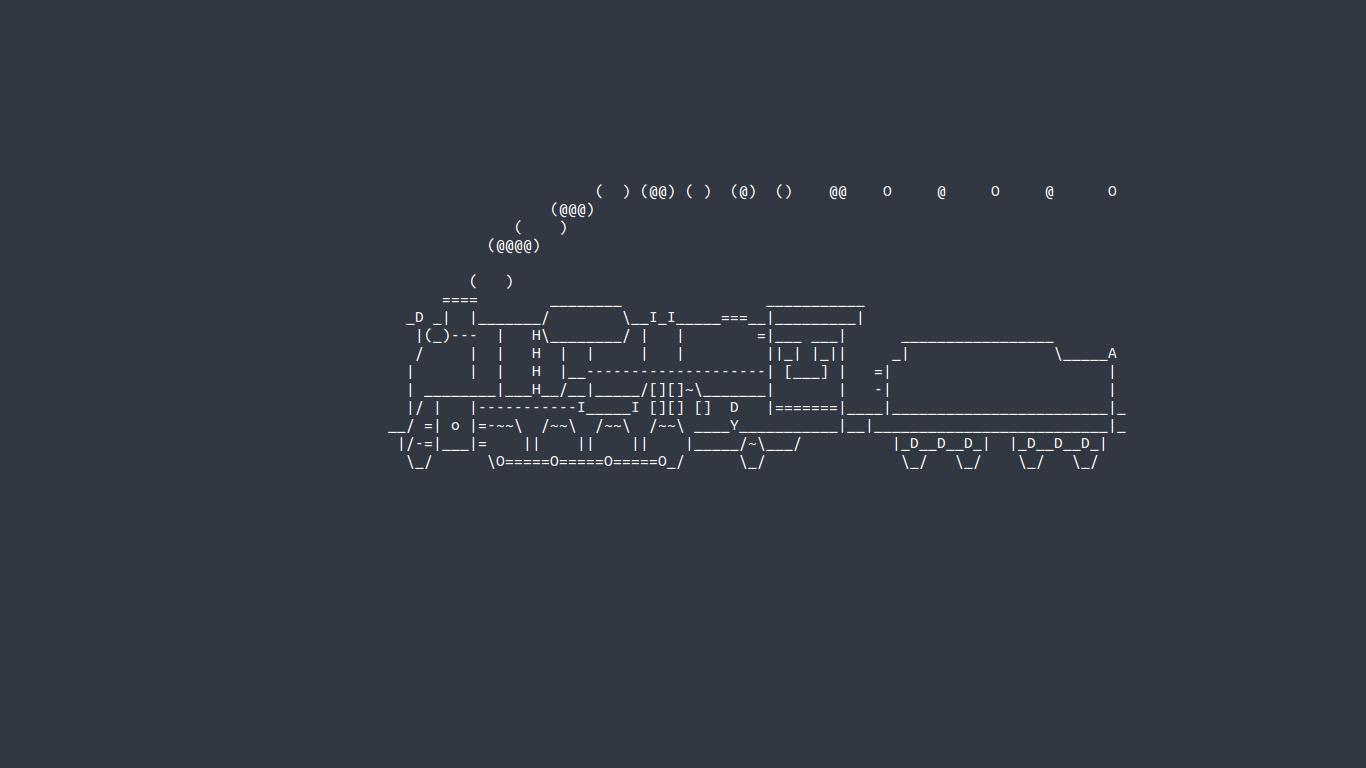 (  ) (@@) ( )  (@)  ()    @@    O     @     O     @      O
                  (@@@)
              (    )
           (@@@@)

         (   )
      ====        ________                ___________
  _D _|  |_______/        \__I_I_____===__|_________|
   |(_)---  |   H\________/ |   |        =|___ ___|      _________________
   /     |  |   H  |  |     |   |         ||_| |_||     _|                \_____A
  |      |  |   H  |__--------------------| [___] |   =|                        |
  | ________|___H__/__|_____/[][]~\_______|       |   -|                        |
  |/ |   |-----------I_____I [][] []  D   |=======|____|________________________|_
__/ =| o |=-~~\  /~~\  /~~\  /~~\ ____Y___________|__|__________________________|_
 |/-=|___|=    ||    ||    ||    |_____/~\___/          |_D__D__D_|  |_D__D__D_|
  \_/      \O=====O=====O=====O_/      \_/               \_/   \_/    \_/   \_/